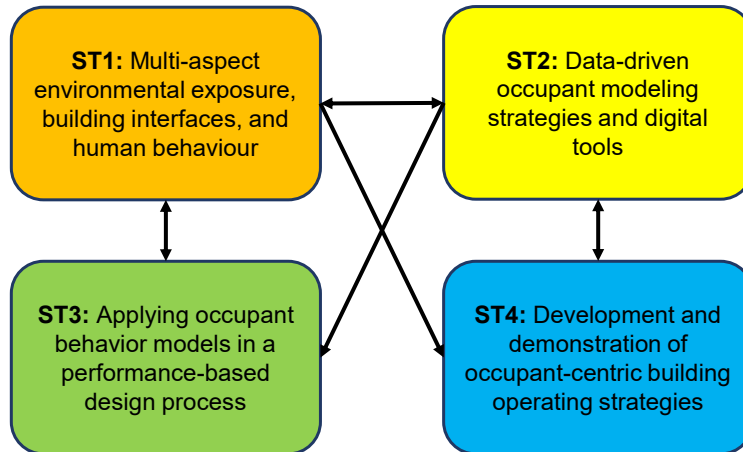 ST1: Multi-aspect
environmental exposure,
building interfaces, and
human behaviour
ST2: Data-driven
occupant modeling
strategies and digital
tools
ST3: Applying occupant
behavior models in a
performance-based
design process
ST4: Development and
demonstration of
occupant-centric building
operating strategies